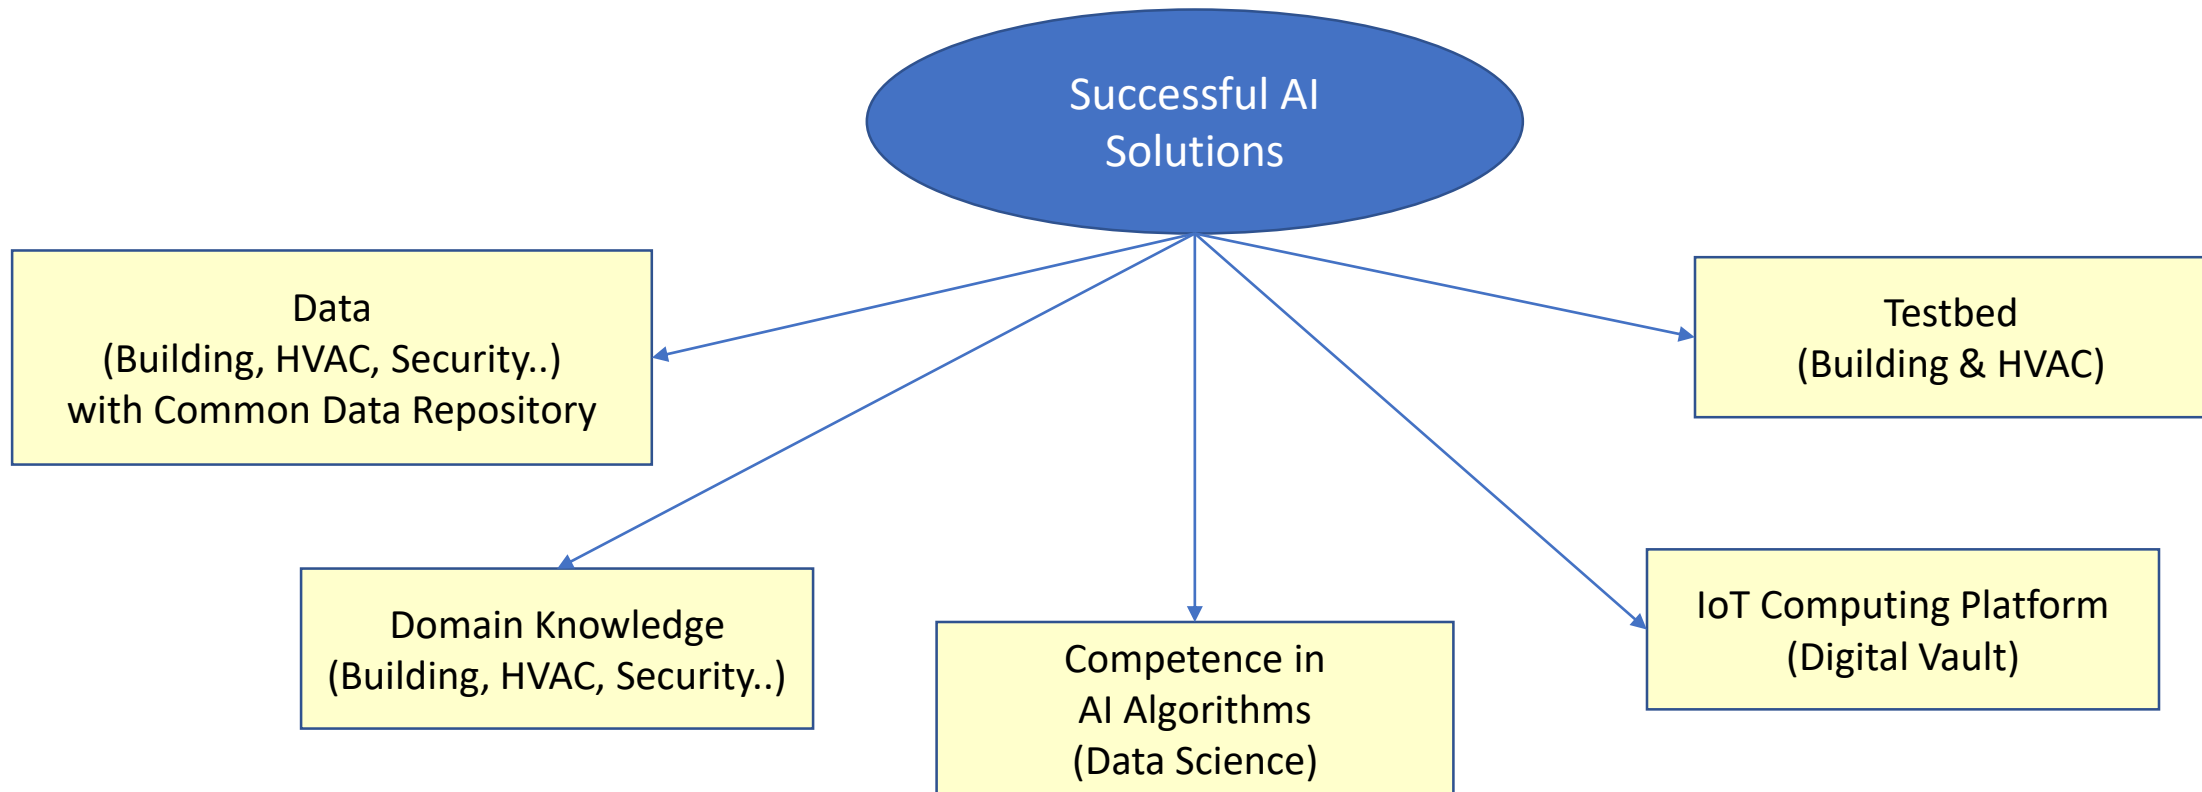 Successful AI
Solutions
Data
(Building, HVAC, Security..)
with Common Data Repository
Testbed
(Building & HVAC)
Domain Knowledge
(Building, HVAC, Security..)
Competence in
AI Algorithms
(Data Science)
IoT Computing Platform
(Digital Vault)